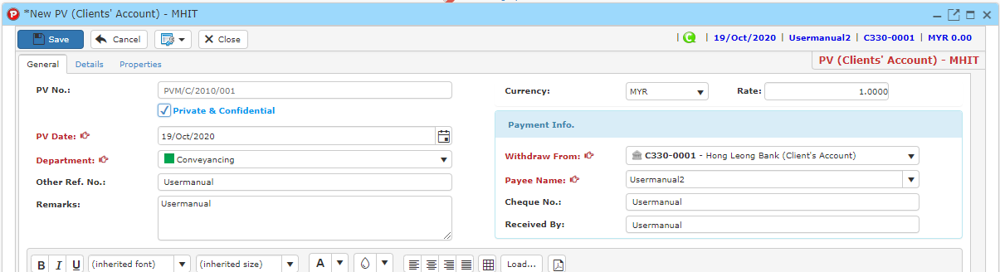 *New PV (Clients' Account) - MHIT
Save Cancel Close | | 19/Oct/2020 | Usermanual2 | C330-0001 | MYR 0.00
General Details Properties
PV (Clients' Account) - MHIT
PV No.: PVM/C/2010/001
Private & Confidential
PV Date: 19/Oct/2020
Department: Conveyancing
Other Ref. No.: Usermanual
Remarks: Usermanual
Currency: MYR Rate: 1.0000
Payment Info.
Withdraw From: C330-0001 - Hong Leong Bank (Client's Account)
Payee Name: Usermanual2
Cheque No.: Usermanual
Received By: Usermanual
B I U (inherited font) (inherited size) A Load...